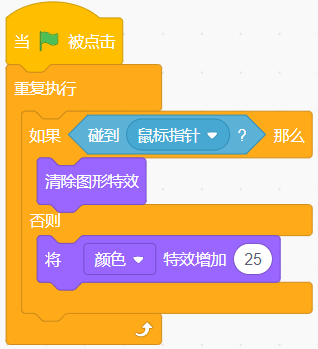 当 被点击
重复执行
如果 碰到 鼠标指针 ? 那么
清除图形特效
否则
将 颜色 特效增加 25